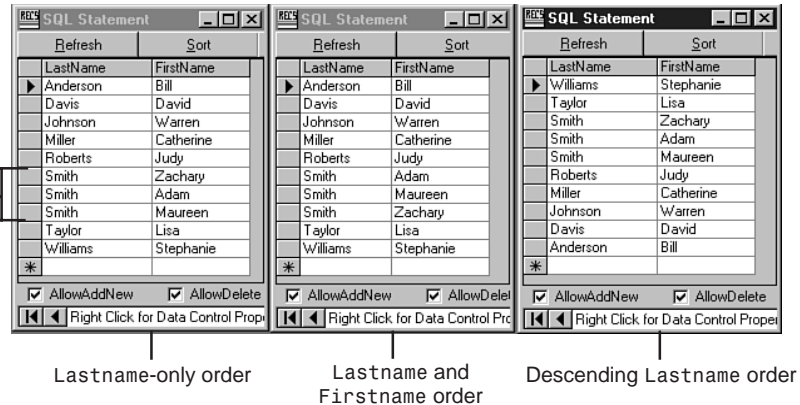 RECS SQL Statement
Refresh Sort
LastName FirstName
Anderson Bill
Davis David
Johnson Warren
Miller Catherine
Roberts Judy
Smith Zachary
Smith Adam
Smith Maureen
Taylor Lisa
Williams Stephanie
AllowAddNew AllowDelete
Right Click for Data Control Prope
Lastname-only order
RECS SQL Statement
Refresh Sort
LastName FirstName
Anderson Bill
Davis David
Johnson Warren
Miller Catherine
Roberts Judy
Smith Adam
Smith Maureen
Smith Zachary
Taylor Lisa
Williams Stephanie
AllowAddNew AllowDelet
Right Click for Data Control Pro
Lastname and
Firstname order
RECS SQL Statement
Refresh Sort
LastName FirstName
Williams Stephanie
Taylor Lisa
Smith Zachary
Smith Adam
Smith Maureen
Roberts Judy
Miller Catherine
Johnson Warren
Davis David
Anderson Bill
AllowAddNew AllowDelete
Right Click for Data Control Proper
Descending Lastname order